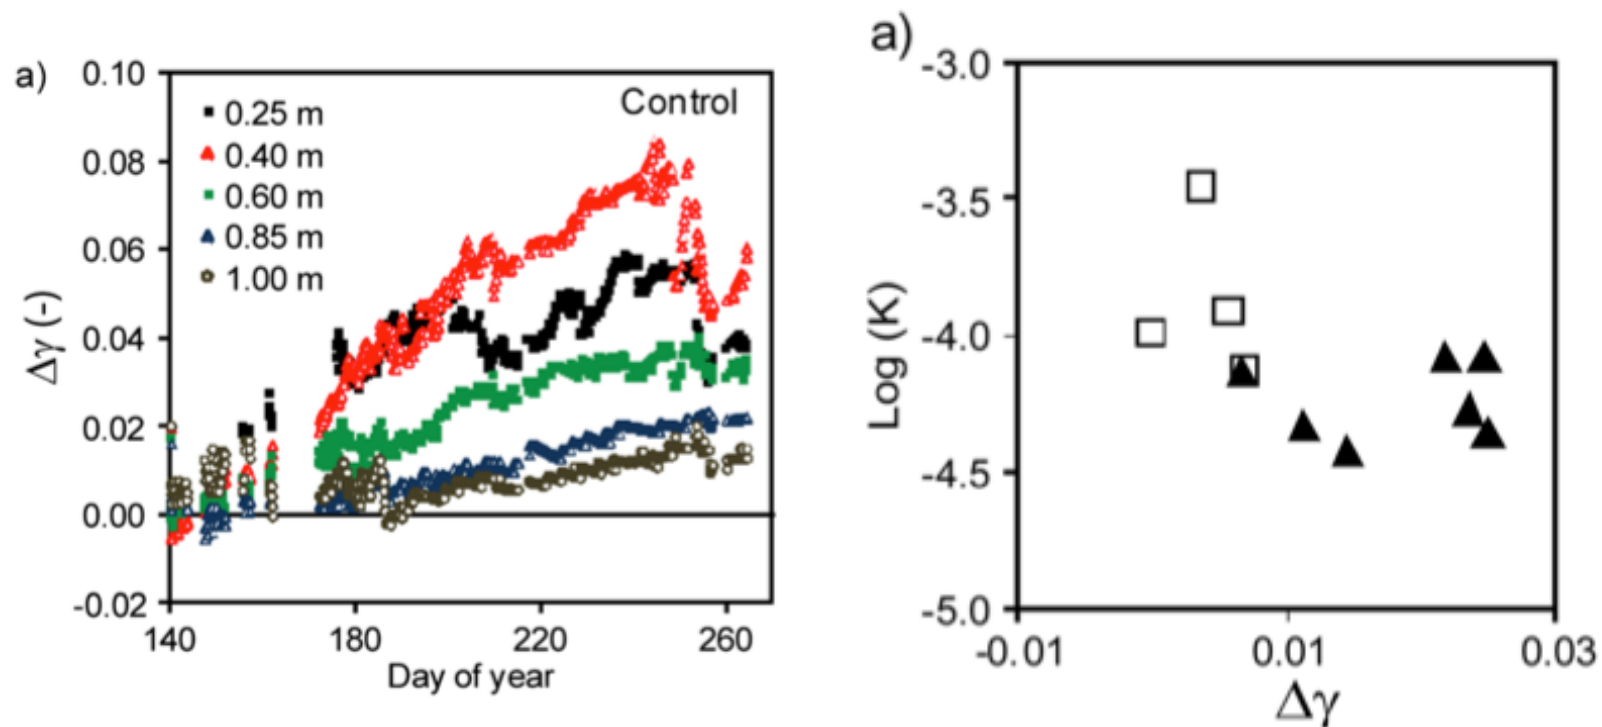 a)
0.10
0.08
0.06
0.04
0.02
0.00
-0.02
Δγ (-)
Control
0.25 m
0.40 m
0.60 m
0.85 m
1.00 m
140 180 220 260
Day of year
a)
-3.0
-3.5
-4.0
-4.5
-5.0
Log (K)
-0.01 0.01 0.03
Δγ